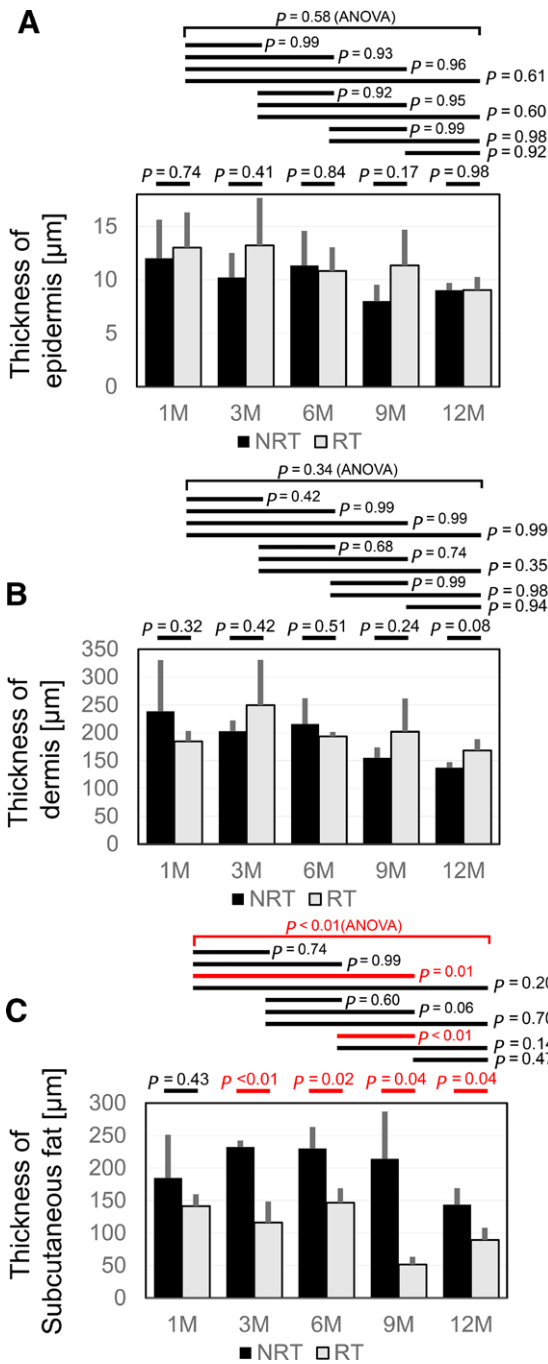 A
P = 0.58 (ANOVA)
P = 0.99
P = 0.93
P = 0.96
P = 0.61
P = 0.92
P = 0.95
P = 0.60
P = 0.99
P = 0.98
P = 0.92
P = 0.74 P = 0.41 P = 0.84 P = 0.17 P = 0.98
Thickness of
epidermis [µm]
15
10
5
0
1M 3M 6M 9M 12M
NRT RT
P = 0.34 (ANOVA)
P = 0.42
P = 0.99
P = 0.99
P = 0.99
P = 0.68
P = 0.74
P = 0.35
P = 0.99
P = 0.98
P = 0.94
B
P = 0.32 P = 0.42 P = 0.51 P = 0.24 P = 0.08
Thickness of
dermis [µm]
350
300
250
200
150
100
50
0
1M 3M 6M 9M 12M
NRT RT
P < 0.01(ANOVA)
P = 0.74
P = 0.99
P = 0.01
P = 0.20
P = 0.60
P = 0.06
P = 0.70
P < 0.01
P = 0.14
P = 0.47
C
P = 0.43 P <0.01 P = 0.02 P = 0.04 P = 0.04
Thickness of
Subcutaneous fat [µm]
300
250
200
150
100
50
0
1M 3M 6M 9M 12M
NRT RT